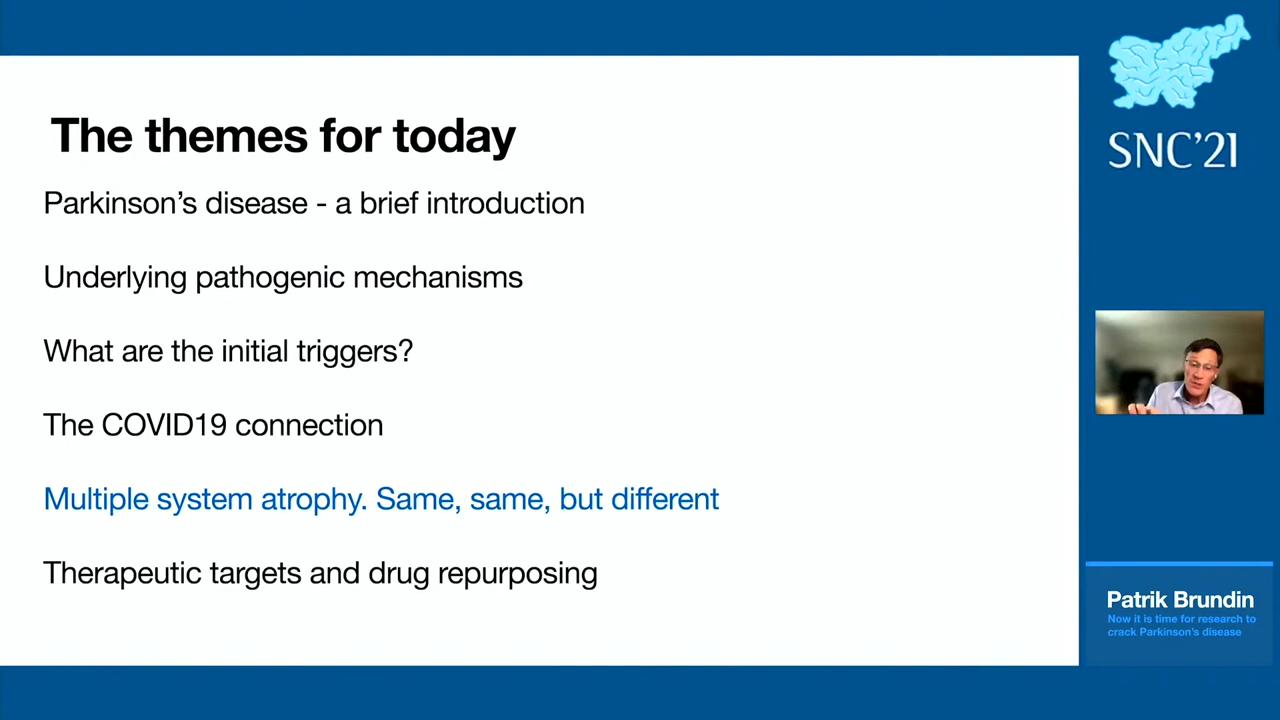 The themes for today
Parkinson's disease - a brief introduction
Underlying pathogenic mechanisms
What are the initial triggers?
The COVID19 connection
Multiple system atrophy. Same, same, but different
Therapeutic targets and drug repurposing
SNC'21
Patrik Brundin
Now it is time for research to
crack Parkinson's disease